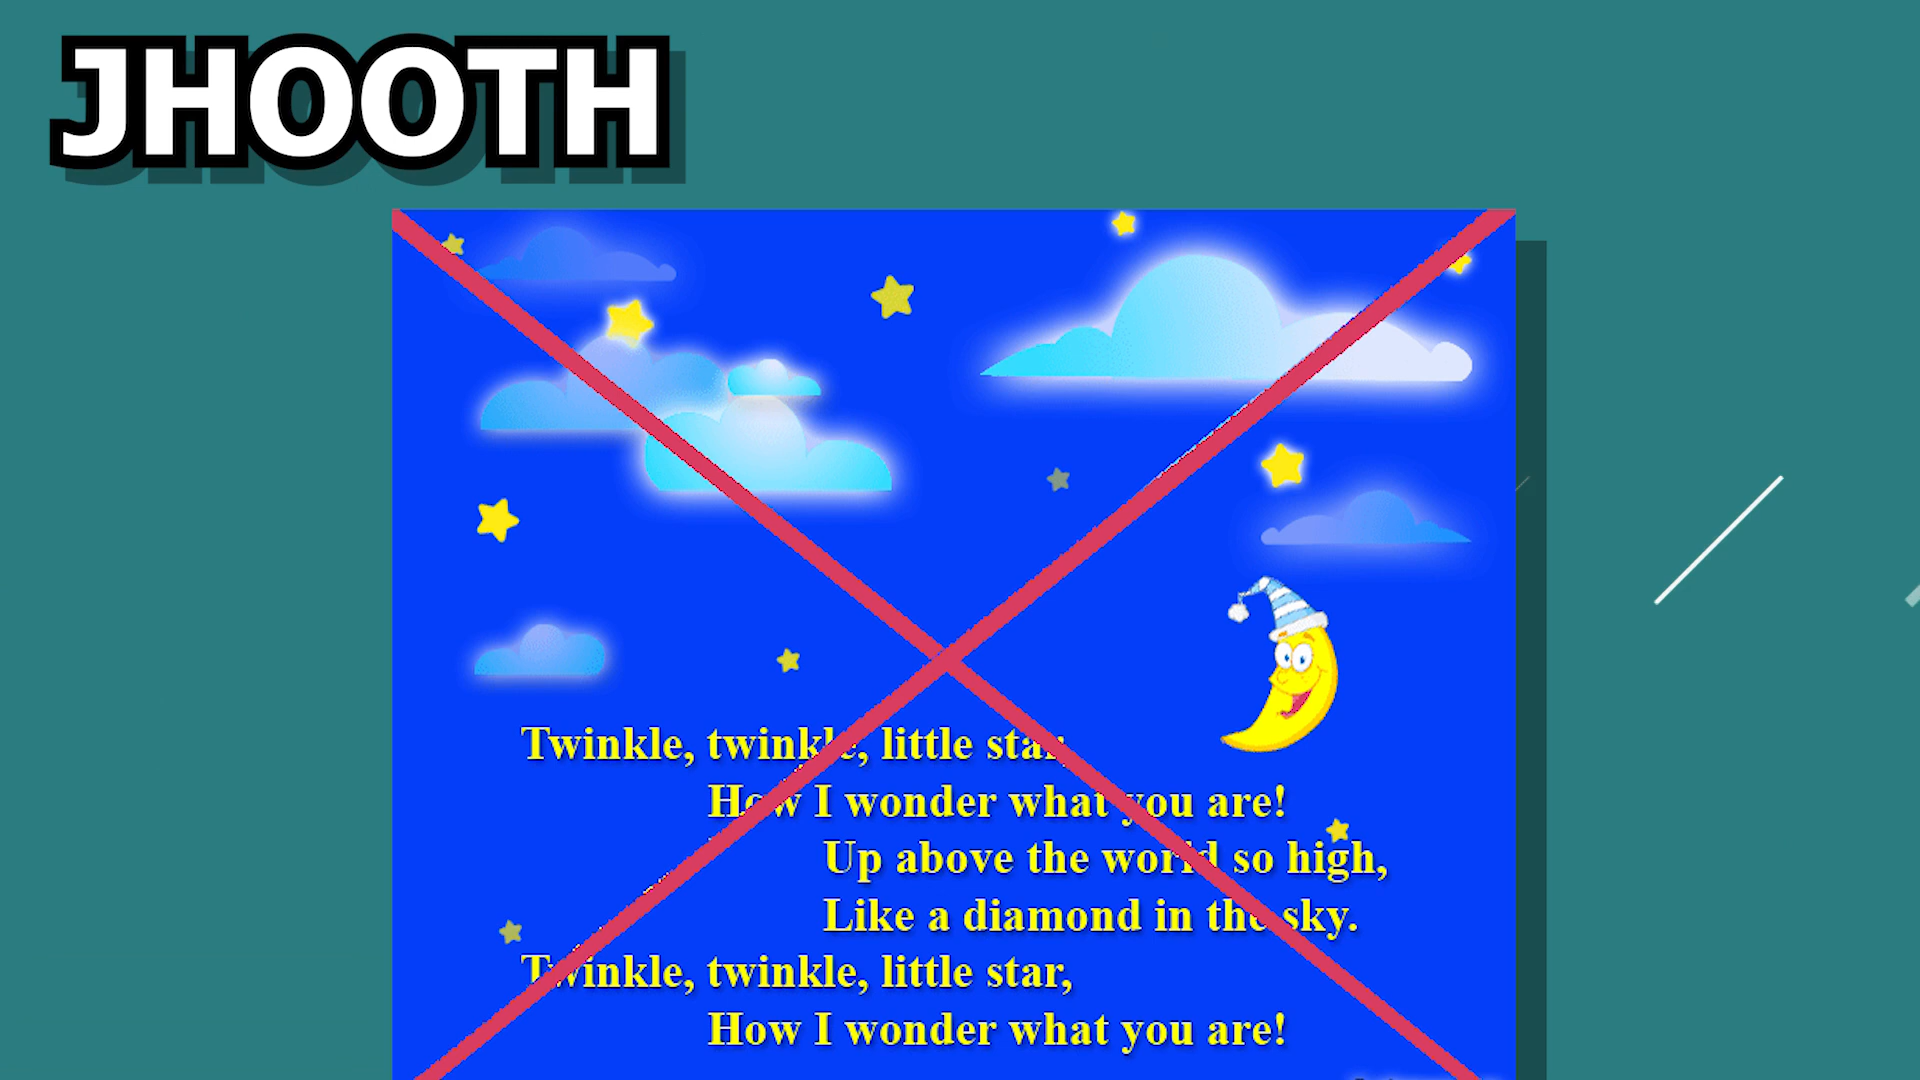 JHOOTH
Twinkle, twinkle, little star,
How I wonder what you are!
Up above the world so high,
Like a diamond in the sky.
Twinkle, twinkle, little star,
How I wonder what you are!